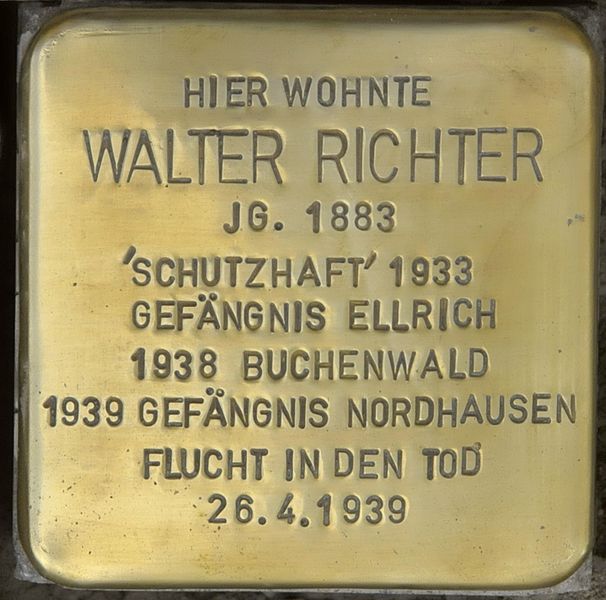 HIER WOHNTE
WALTER RICHTER
JG. 1883
'SCHUTZHAFT' 1933
GEFÄNGNIS ELLRICH
1938 BUCHENWALD
1939 GEFÄNGNIS NORDHAUSEN
FLUCHT IN DEN TOD
26.4.1939